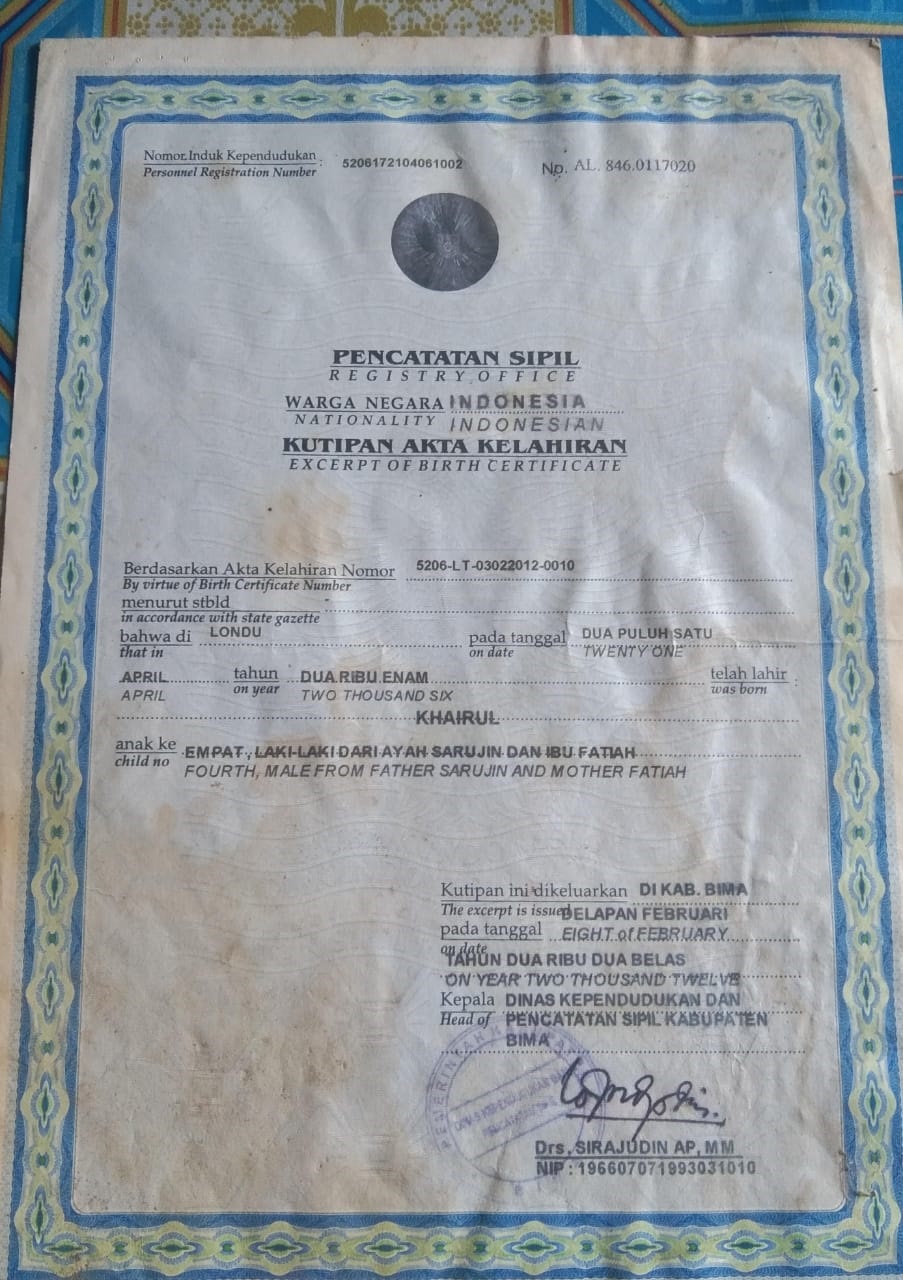 Nomor Induk Kependudukan : 5206172104061002 No. AL. 846.0117020
Personnel Registration Number
PENCATATAN SIPIL
REGISTRY OFFICE
WARGA NEGARA INDONESIA
NATIONALITY INDONESIAN
KUTIPAN AKTA KELAHIRAN
EXCERPT OF BIRTH CERTIFICATE
Berdasarkan Akta Kelahiran Nomor 5206-LT-03022012-0010
By virtue of Birth Certificate Number
menurut stbld -
in accordance with state gazette
bahwa di LONDU pada tanggal DUA PULUH SATU
that in on date TWENTY ONE
APRIL tahun DUA RIBU ENAM telah lahir :
APRIL on year TWO THOUSAND SIX was born
KHAIRUL
anak ke EMPAT, LAKI-LAKI DARI AYAH SARUJIN DAN IBU FATIAH
child no FOURTH, MALE FROM FATHER SARUJIN AND MOTHER FATIAH
Kutipan ini dikeluarkan DI KAB. BIMA
The excerpt is issued DELAPAN FEBRUARI
pada tanggal EIGHT of FEBRUARY
on date
TAHUN DUA RIBU DUA BELAS
ON YEAR TWO THOUSAND TWELVE
Kepala DINAS KEPENDUDUKAN DAN
Head of PENCATATAN SIPIL KABUPATEN
BIMA
Drs. SIRAJUDIN AP, MM
NIP : 196607071993031010